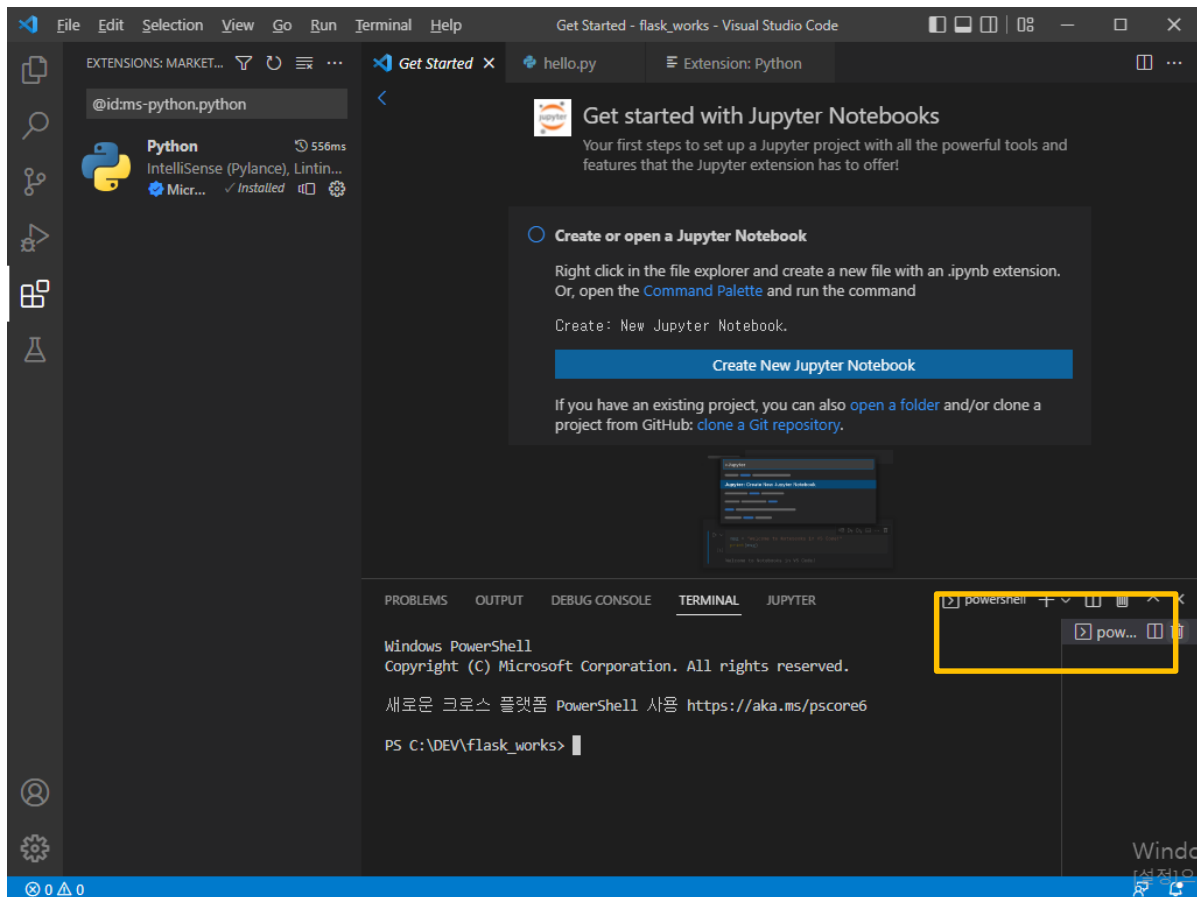 File Edit Selection View Go Run Terminal Help
Get Started - flask_works - Visual Studio Code
EXTENSIONS: MARKET...
Get Started
hello.py
Extension: Python
@id:ms-python.python
Python 556ms
IntelliSense (Pylance), Lintin...
Micr... Installed
jupyter
Get started with Jupyter Notebooks
Your first steps to set up a Jupyter project with all the powerful tools and
features that the Jupyter extension has to offer!
Create or open a Jupyter Notebook
Right click in the file explorer and create a new file with an .ipynb extension.
Or, open the Command Palette and run the command
Create: New Jupyter Notebook.
Create New Jupyter Notebook
If you have an existing project, you can also open a folder and/or clone a
project from GitHub: clone a Git repository.
PROBLEMS OUTPUT DEBUG CONSOLE TERMINAL JUPYTER
powershell
pow...
Windows PowerShell
Copyright (C) Microsoft Corporation. All rights reserved.
새로운 크로스 플랫폼 PowerShell 사용 https://aka.ms/pscore6
PS C:\DEV\flask_works>
Windo
[설정]으
0 0